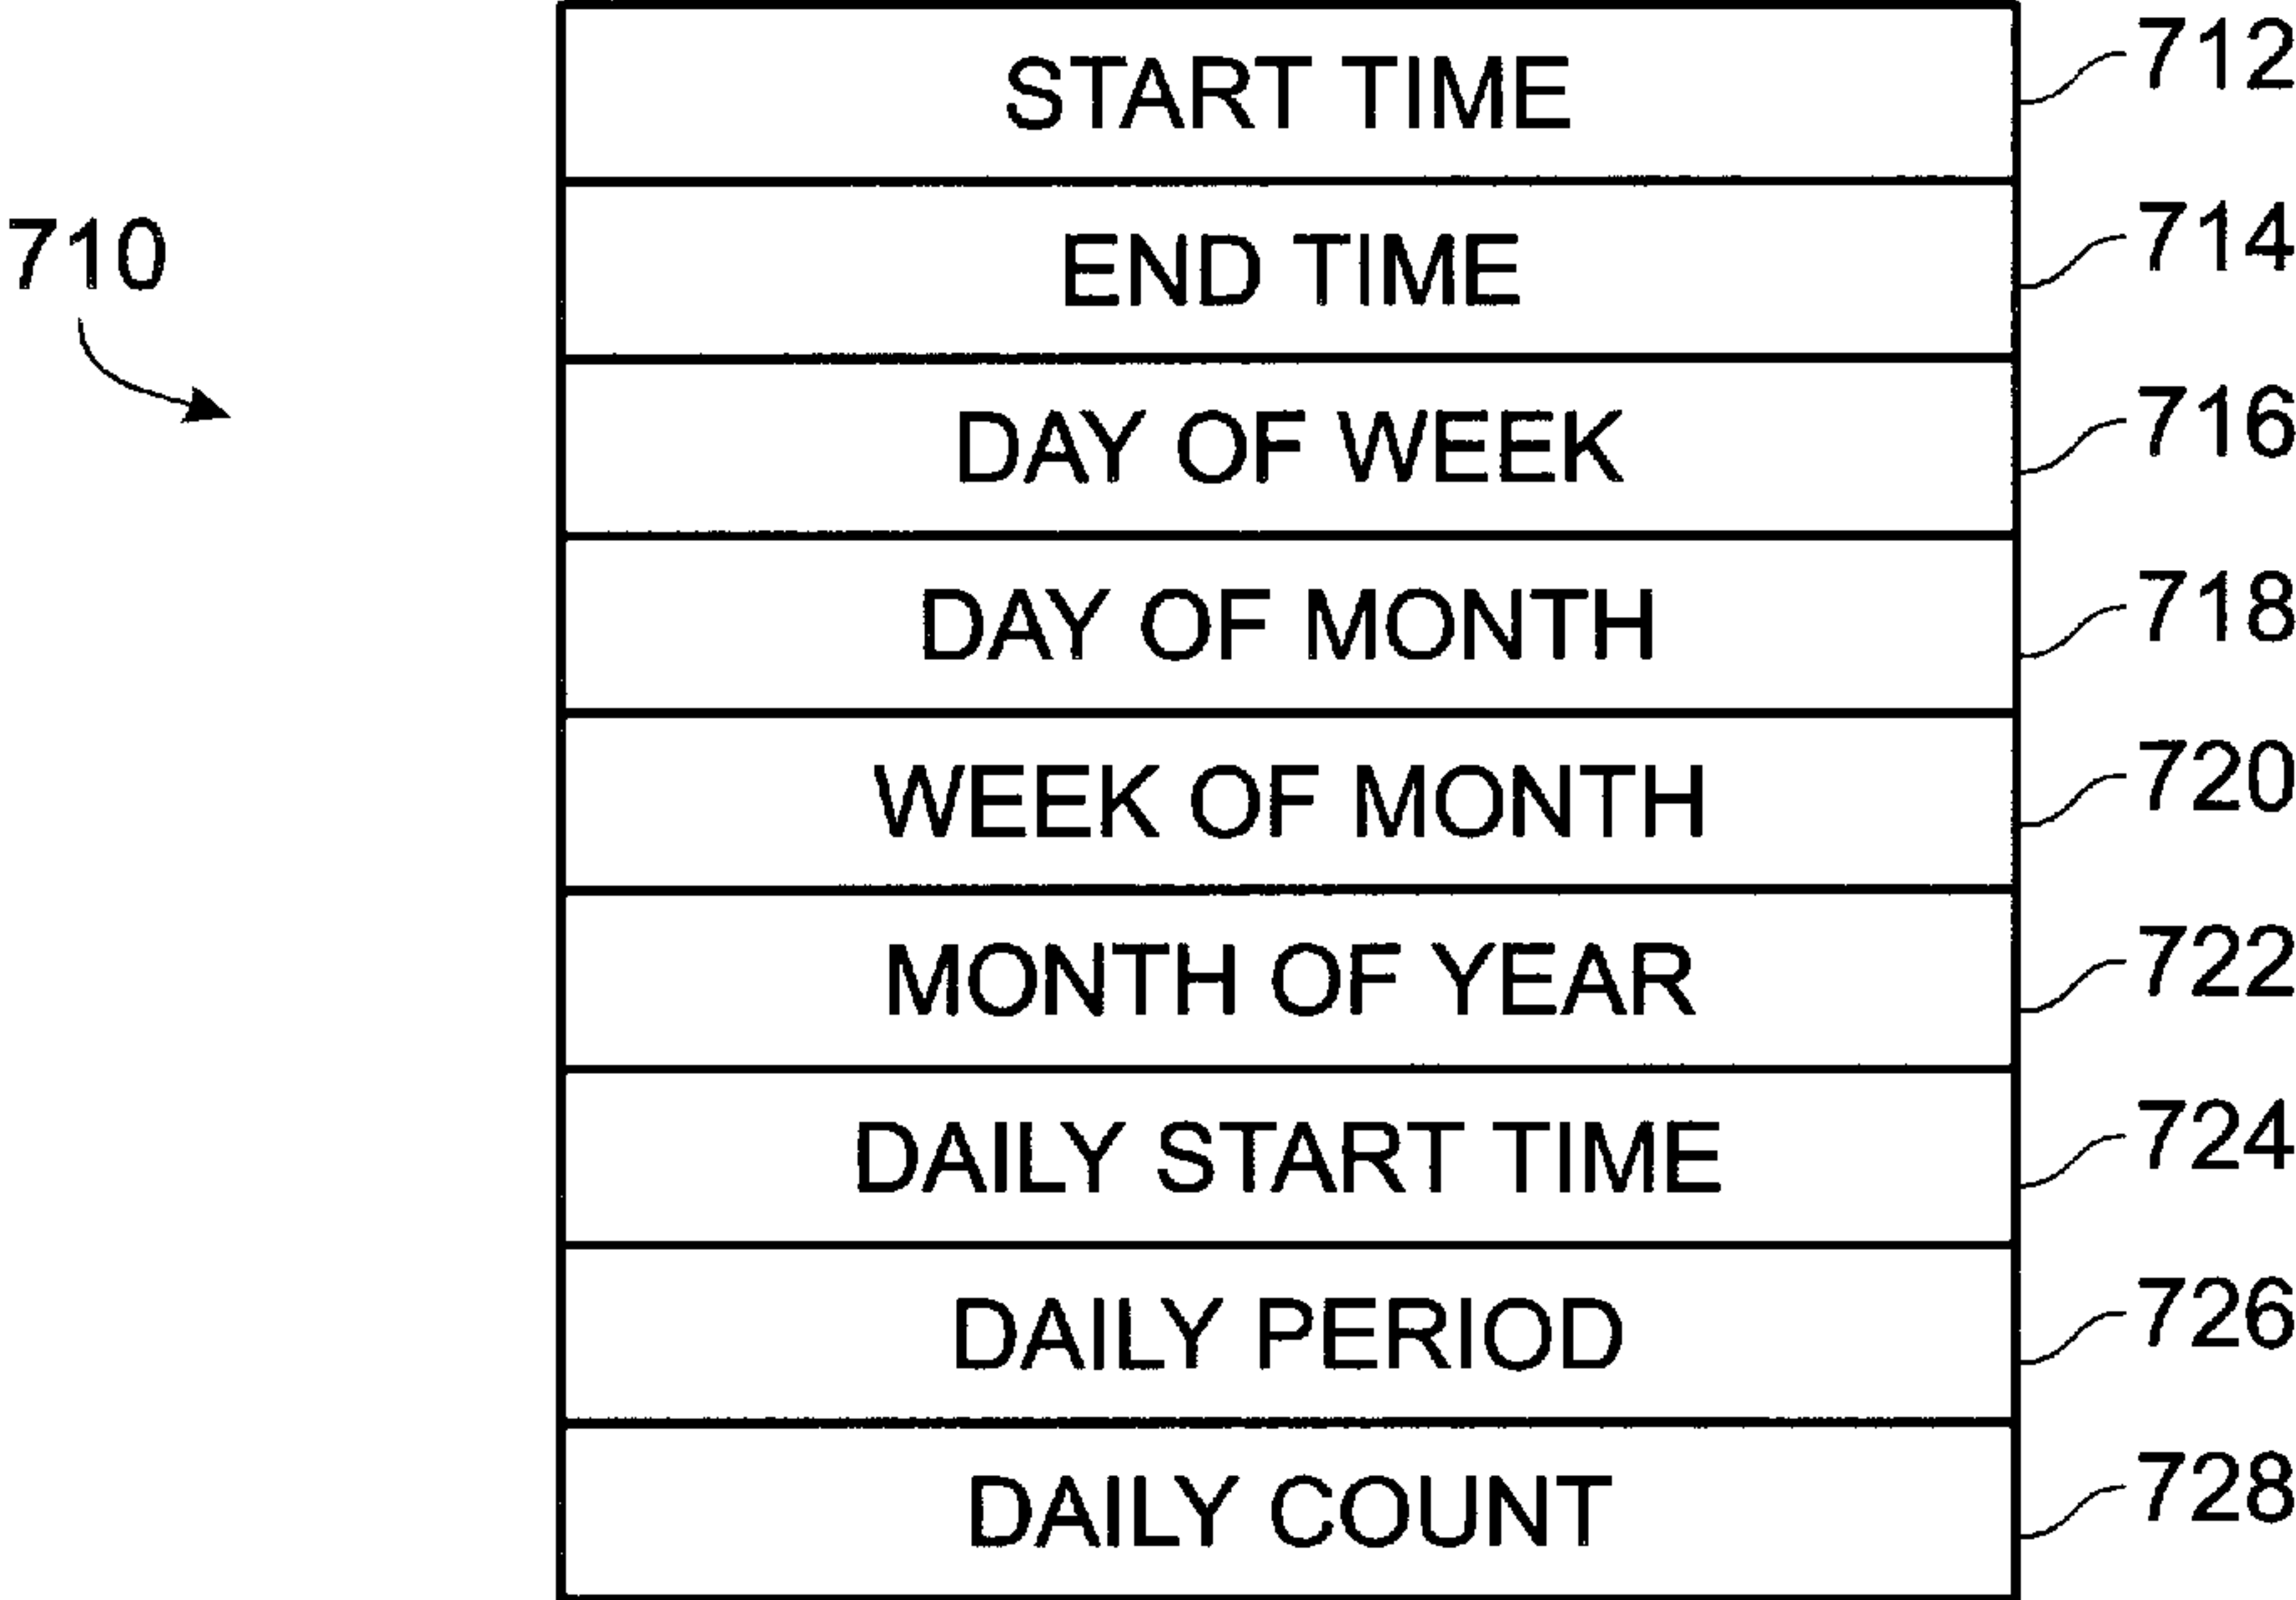 START TIME 712
END TIME 714
710
DAY OF WEEK 716
DAY OF MONTH 718
WEEK OF MONTH 720
MONTH OF YEAR 722
DAILY START TIME 724
DAILY PERIOD 726
DAILY COUNT 728